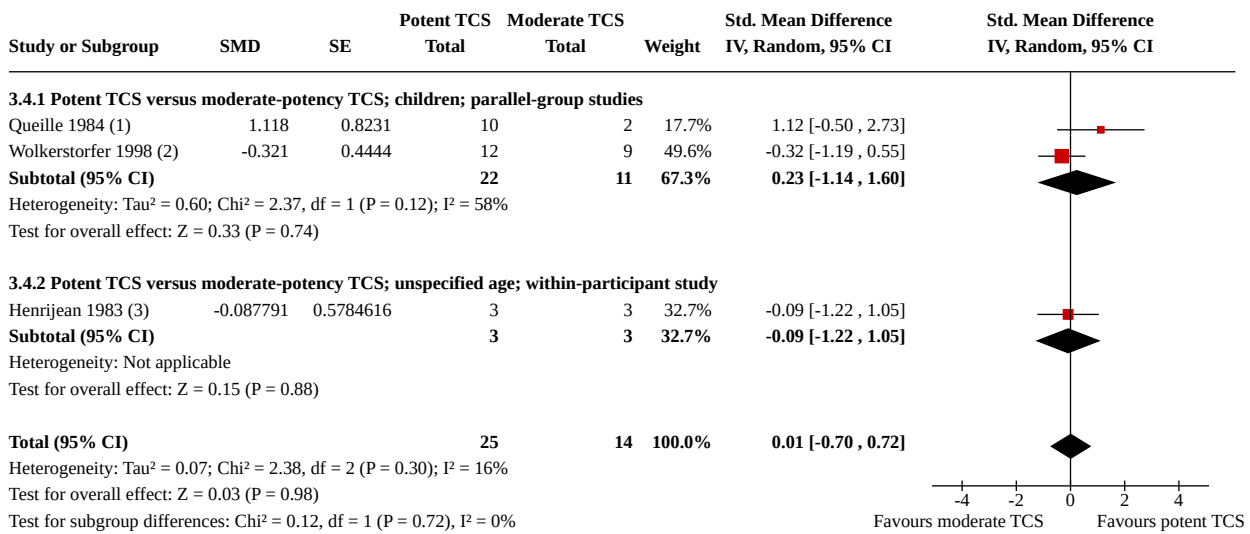 Potent TCS Moderate TCS Std. Mean Difference Std. Mean Difference
Study or Subgroup SMD SE Total Total Weight IV, Random, 95% CI IV, Random, 95% CI
3.4.1 Potent TCS versus moderate-potency TCS; children; parallel-group studies
Queille 1984 (1) 1.118 0.8231 10 2 17.7% 1.12 [-0.50 , 2.73]
Wolkerstorfer 1998 (2) -0.321 0.4444 12 9 49.6% -0.32 [-1.19 , 0.55]
Subtotal (95% CI) 22 11 67.3% 0.23 [-1.14 , 1.60]
Heterogeneity: Tau² = 0.60; Chi² = 2.37, df = 1 (P = 0.12); I² = 58%
Test for overall effect: Z = 0.33 (P = 0.74)
3.4.2 Potent TCS versus moderate-potency TCS; unspecified age; within-participant study
Henrijean 1983 (3) -0.087791 0.5784616 3 3 32.7% -0.09 [-1.22 , 1.05]
Subtotal (95% CI) 3 3 32.7% -0.09 [-1.22 , 1.05]
Heterogeneity: Not applicable
Test for overall effect: Z = 0.15 (P = 0.88)
Total (95% CI) 25 14 100.0% 0.01 [-0.70 , 0.72]
Heterogeneity: Tau² = 0.07; Chi² = 2.38, df = 2 (P = 0.30); I² = 16%
Test for overall effect: Z = 0.03 (P = 0.98)
-4 -2 0 2 4
Test for subgroup differences: Chi² = 0.12, df = 1 (P = 0.72), I² = 0%
Favours moderate TCS Favours potent TCS